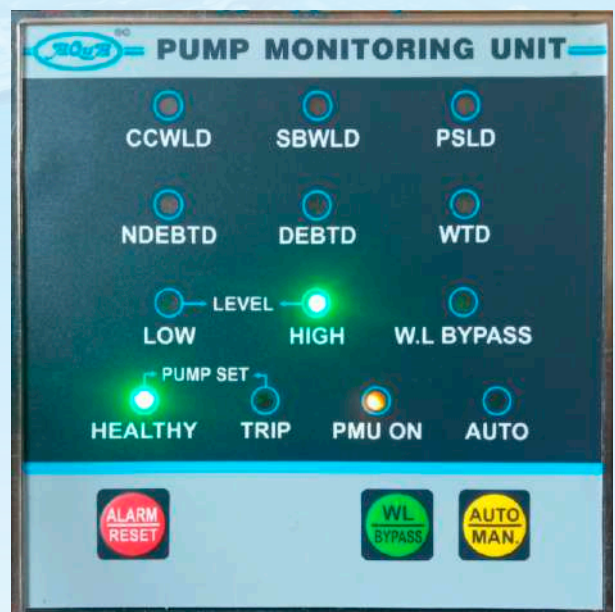 AQUA PUMP MONITORING UNIT
CCWLD SBWLD PSLD
NDEBTD DEBTD WTD
LEVEL
LOW HIGH W.L BYPASS
PUMP SET
HEALTHY TRIP PMU ON AUTO
ALARM WL AUTO
RESET BYPASS MAN.